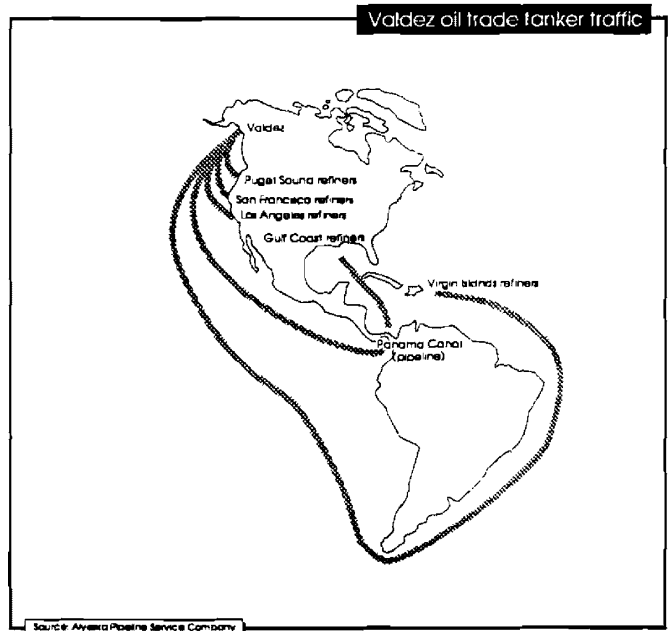 Valdez oil trade tanker traffic
Valdez
Puget Sound refiners
San Francisco refiners
Los Angeles refiners
Gulf Coast refiners
Virgin Islands refiners
Panama Canal
(pipeline)
Source: Alyeska Pipeline Service Company